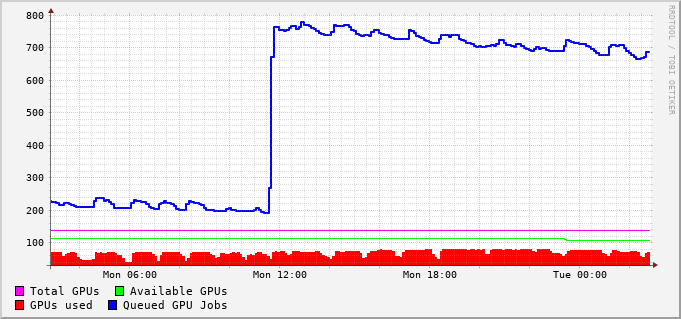 800
700
600
500
400
300
200
100
Mon 06:00 Mon 12:00 Mon 18:00 Tue 00:00
Total GPUs Available GPUs
GPUs used Queued GPU Jobs
RRDTOOL / TOBI OETIKER